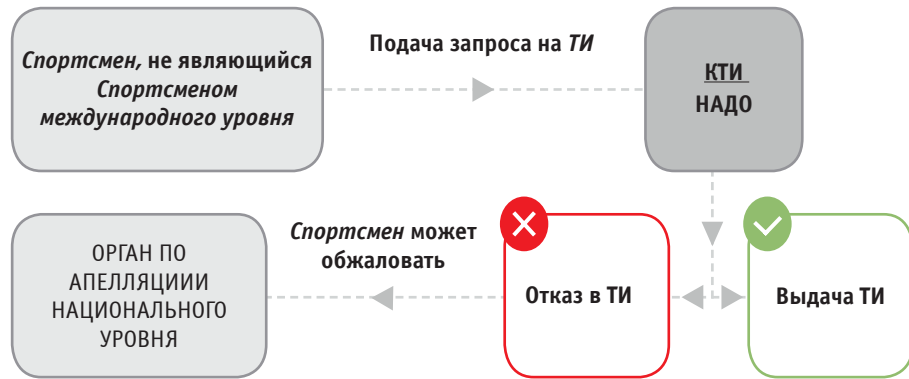 Спортсмен, не являющийся
Спортсменом
международного уровня
Подача запроса на ТИ
КТИ
НАДО
ОРГАН ПО
АПЕЛЛЯЦИИИ
НАЦИОНАЛЬНОГО
УРОВНЯ
Спортсмен может
обжаловать
Отказ в ТИ
Выдача ТИ